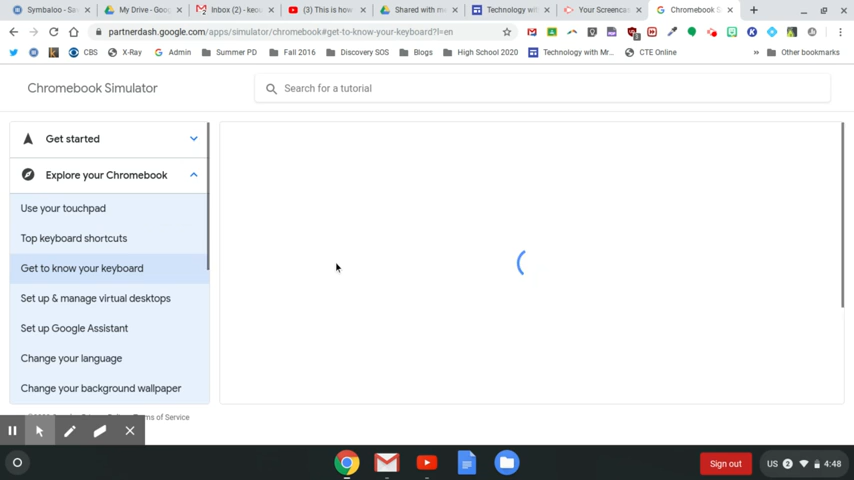 Symbaloo - Sa
My Drive - Goog
Inbox (2) - keou
(3) This is how
Shared with me
Technology wit
Your Screencas
Chromebook S
partnerdash.google.com/apps/simulator/chromebook#get-to-know-your-keyboard?l=en
CBS
X-Ray
Admin
Summer PD
Fall 2016
Discovery SOS
Blogs
High School 2020
Technology with Mr...
CTE Online
Other bookmarks
Chromebook Simulator
Search for a tutorial
Get started
Explore your Chromebook
Use your touchpad
Top keyboard shortcuts
Get to know your keyboard
Set up & manage virtual desktops
Set up Google Assistant
Change your language
Change your background wallpaper
Terms of Service
Sign out
US 2 4:48